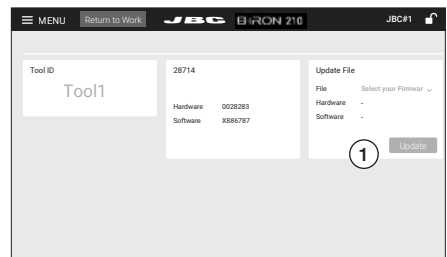 MENU Return to Work JBC B·IRON 210 JBC#1
Tool ID
Tool1
28714
Hardware 0028283
Software X886787
Update File
File Select your Firmwar
Hardware -
Software -
1
Update